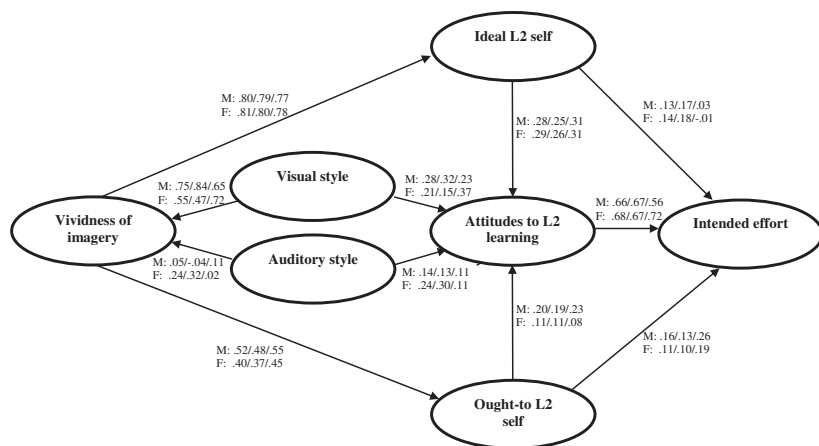 Ideal L2 self
M: .80/.79/.77
F: .81/.80/.78
M: .13/.17/.03
F: .14/.18/-.01
M: .28/.25/.31
F: .29/.26/.31
Visual style
M: .75/.84/.65
F: .55/.47/.72
M: .28/.32/.23
F: .21/.15/.37
Vividness of
imagery
Attitudes to L2
learning
M: .66/.67/.56
F: .68/.67/.72
Intended effort
Auditory style
M: .05/-.04/.11
F: .24/.32/.02
M: .14/.13/.11
F: .24/.30/.11
M: .20/.19/.23
F: .11/.11/.08
M: .52/.48/.55
F: .40/.37/.45
M: .16/.13/.26
F: .11/.10/.19
Ought-to L2
self